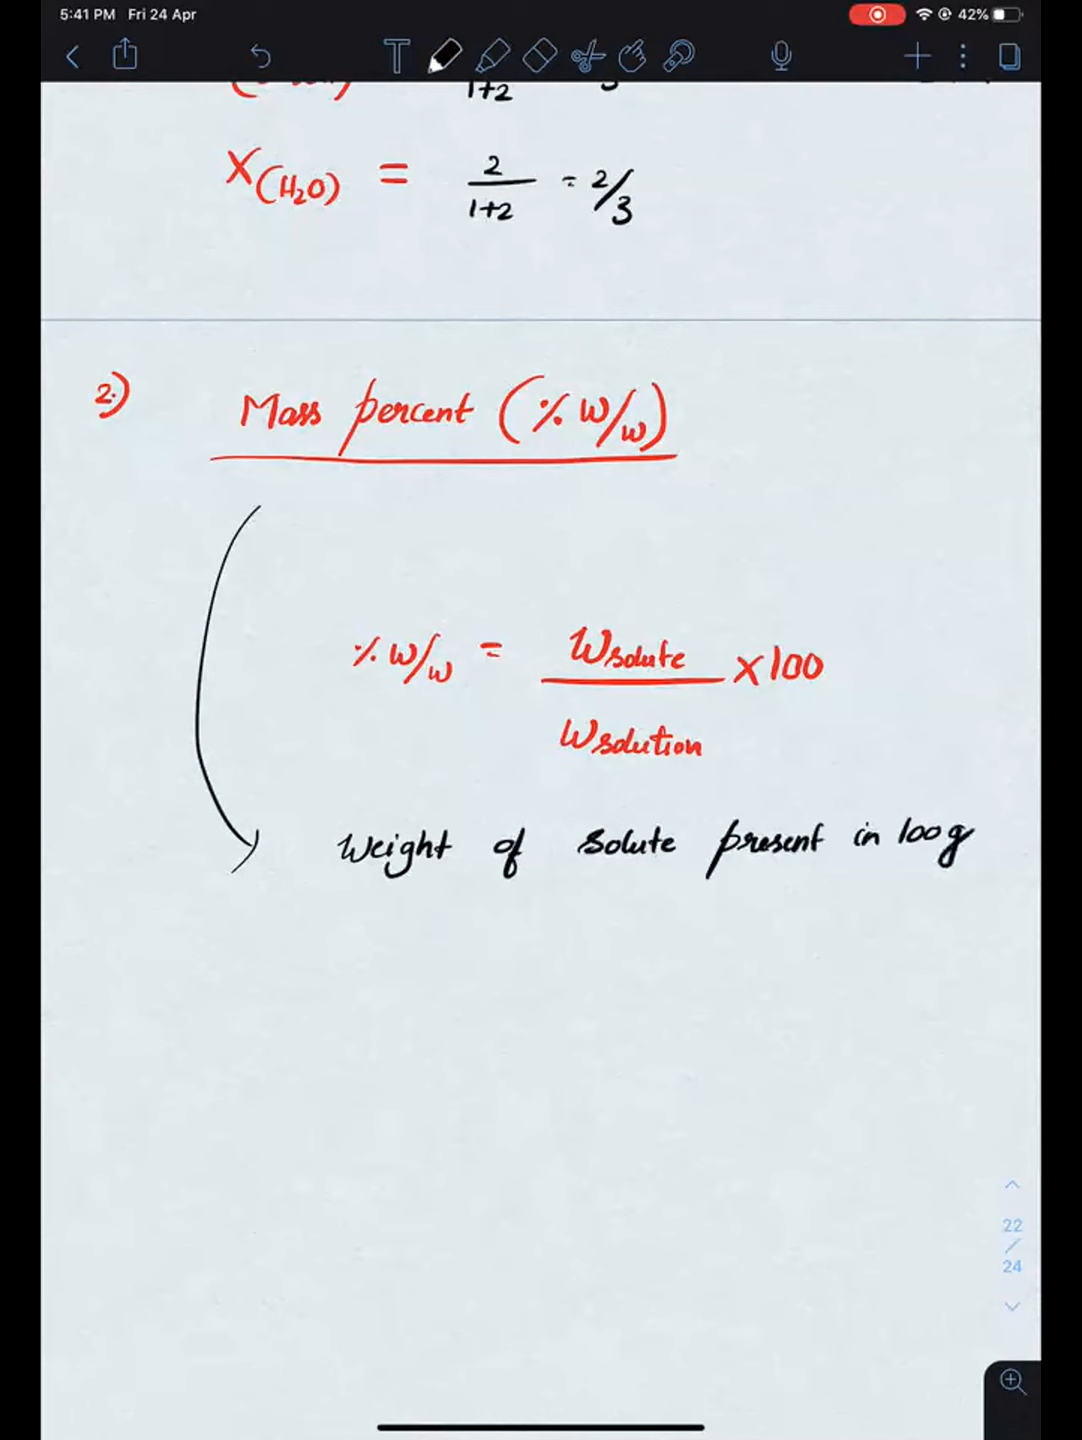 5:41 PM Fri 24 Apr 42%
1+2
X(H2O) = 2/1+2 = 2/3
2.) Mass percent (% W/w)
% W/w = Wsolute/Wsolution X100
Weight of solute present in 100g
22
/
24